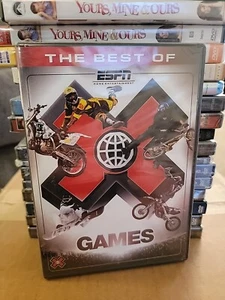 YOURS, MINE & OURS
YOURS, MINE & OURS
THE BEST OF
ESPN
GAMES